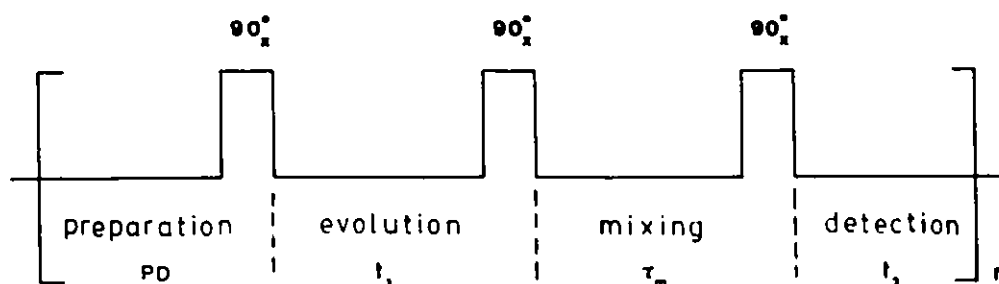 90°x 90°x 90°x
preparation evolution mixing detection
PD t₁ τm t₂ n